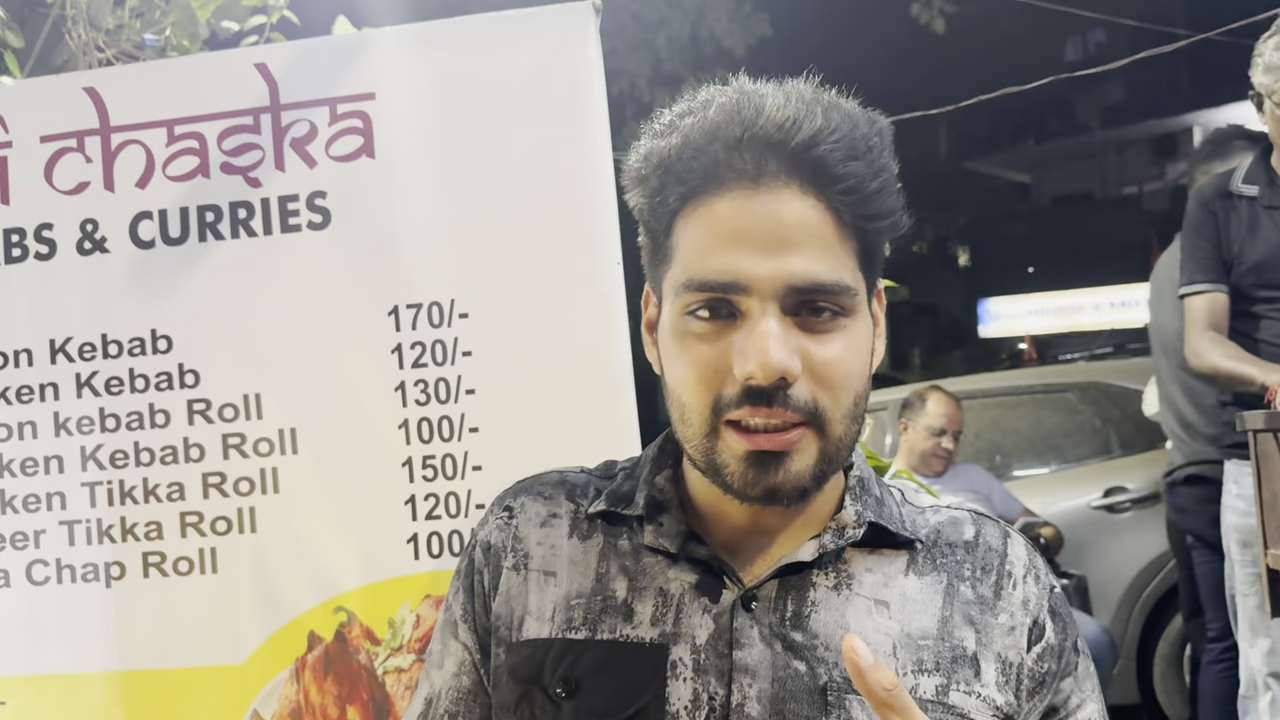 i chaska
BS & CURRIES
on Kebab 170/-
ken Kebab 120/-
on kebab Roll 130/-
ken Kebab Roll 100/-
ken Tikka Roll 150/-
eer Tikka Roll 120/-
a Chap Roll 100